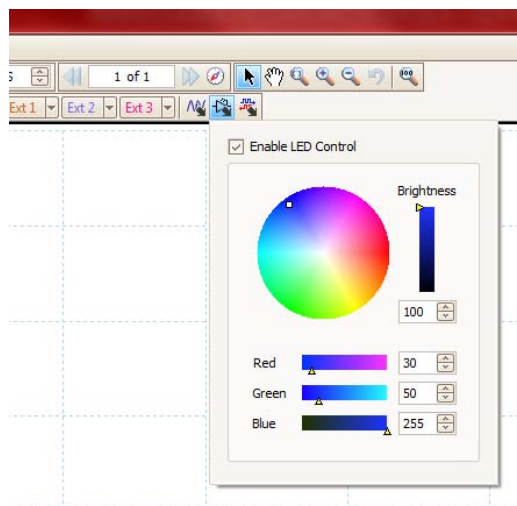 1 of 1
Ext 1 Ext 2 Ext 3
Enable LED Control
Brightness
100
Red 30
Green 50
Blue 255